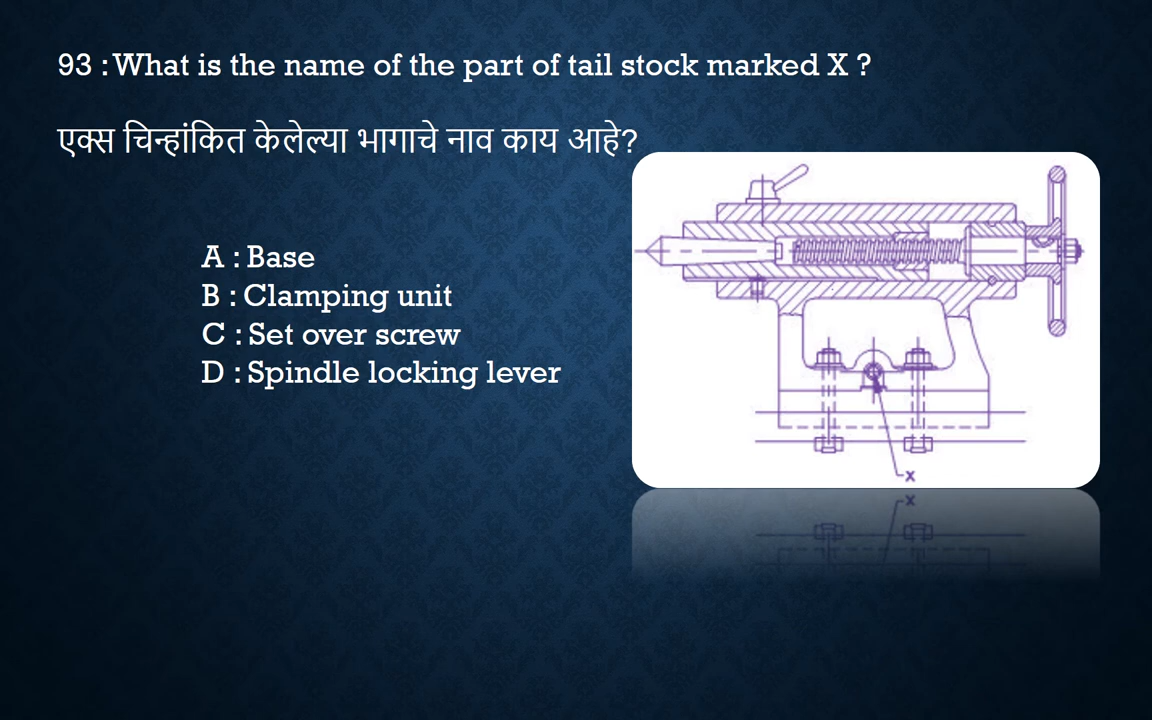 93 : What is the name of the part of tail stock marked X ?
एक्स चिन्हांकित केलेल्या भागाचे नाव काय आहे?
A : Base
B : Clamping unit
C : Set over screw
D : Spindle locking lever
X
X